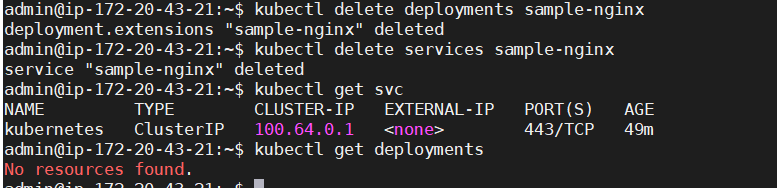 admin@ip-172-20-43-21:~$ kubectl delete deployments sample-nginx
deployment.extensions "sample-nginx" deleted
admin@ip-172-20-43-21:~$ kubectl delete services sample-nginx
service "sample-nginx" deleted
admin@ip-172-20-43-21:~$ kubectl get svc
NAME TYPE CLUSTER-IP EXTERNAL-IP PORT(S) AGE
kubernetes ClusterIP 100.64.0.1 <none> 443/TCP 49m
admin@ip-172-20-43-21:~$ kubectl get deployments
No resources found.
admin@ip-172-20-43-21:~$